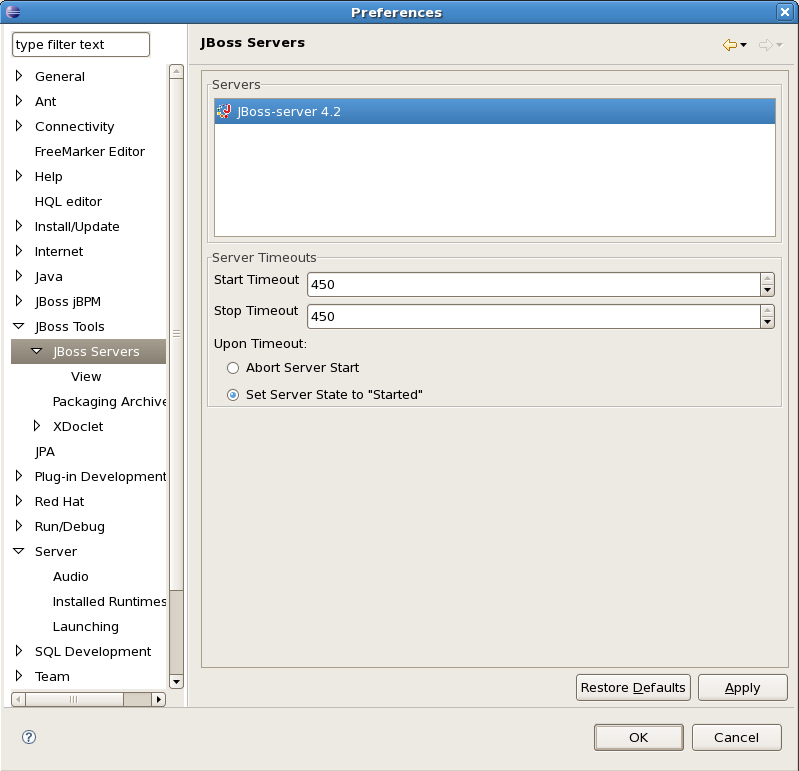 Preferences
type filter text
General
Ant
Connectivity
FreeMarker Editor
Help
HQL editor
Install/Update
Internet
Java
JBoss jBPM
JBoss Tools
JBoss Servers
View
Packaging Archive
XDoclet
JPA
Plug-in Development
Red Hat
Run/Debug
Server
Audio
Installed Runtimes
Launching
SQL Development
Team
JBoss Servers
Servers
JBoss-server 4.2
Server Timeouts
Start Timeout 450
Stop Timeout 450
Upon Timeout:
Abort Server Start
Set Server State to "Started"
Restore Defaults Apply
? OK Cancel